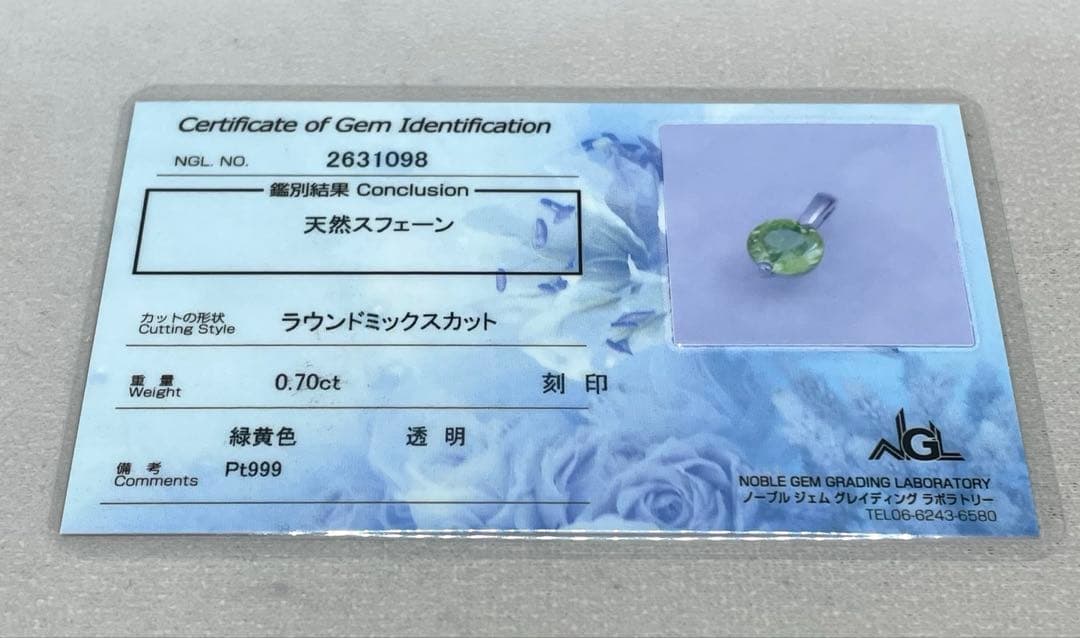 Certificate of Gem Identification
NGL. NO. 2631098
鑑別結果 Conclusion
天然スフェーン
カットの形状
Cutting Style
ラウンドミックスカット
重量
Weight
0.70ct 刻印
緑黄色 透明
備考
Comments
Pt999
NGL
NOBLE GEM GRADING LABORATORY
ノーブル ジェム グレイディング ラボラトリー
TEL06-6243-6580